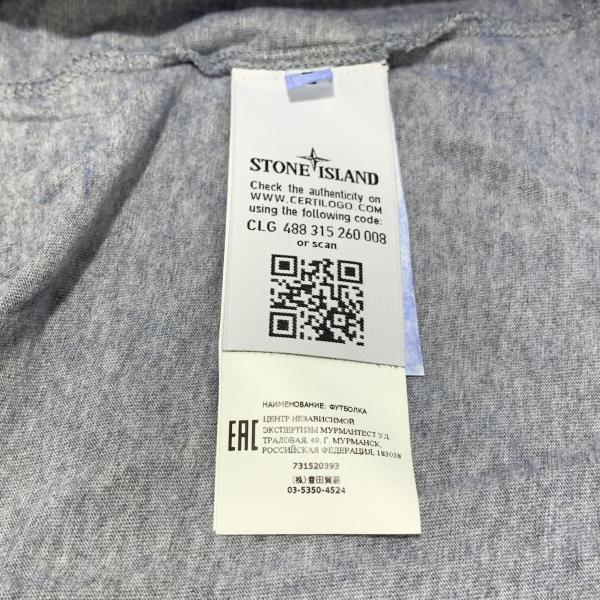 STONE ISLAND
Check the authenticity on
WWW.CERTILOGO.COM
using the following code:
CLG 488 315 260 008
or scan
НАИМЕНОВАНИЕ: ФУТБОЛКА
ЦЕНТР НЕЗАВИСИМОЙ
ЭКСПЕРТИЗЫ МУРМАНТЕСТ УЛ.
ТРАЛОВАЯ, 49, Г. МУРМАНСК,
РОССИЙСКАЯ ФЕДЕРАЦИЯ, 183038
EAC
731520393
(株)豊田貿易
03-5350-4524